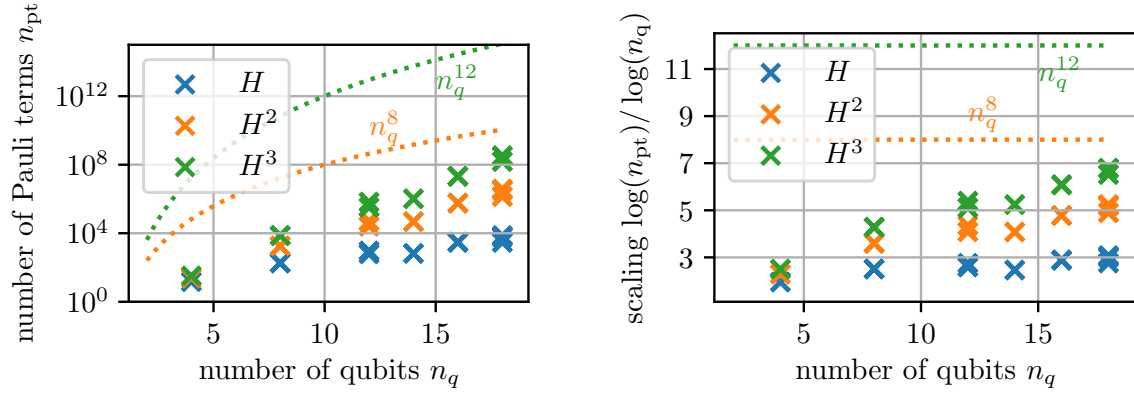 number of Pauli terms n_pt
10^12
10^8
10^4
10^0
H
H^2
H^3
n_q^12
n_q^8
5
10
15
number of qubits n_q
scaling log(n_pt)/ log(n_q)
11
9
7
5
3
H
H^2
H^3
n_q^12
n_q^8
5
10
15
number of qubits n_q